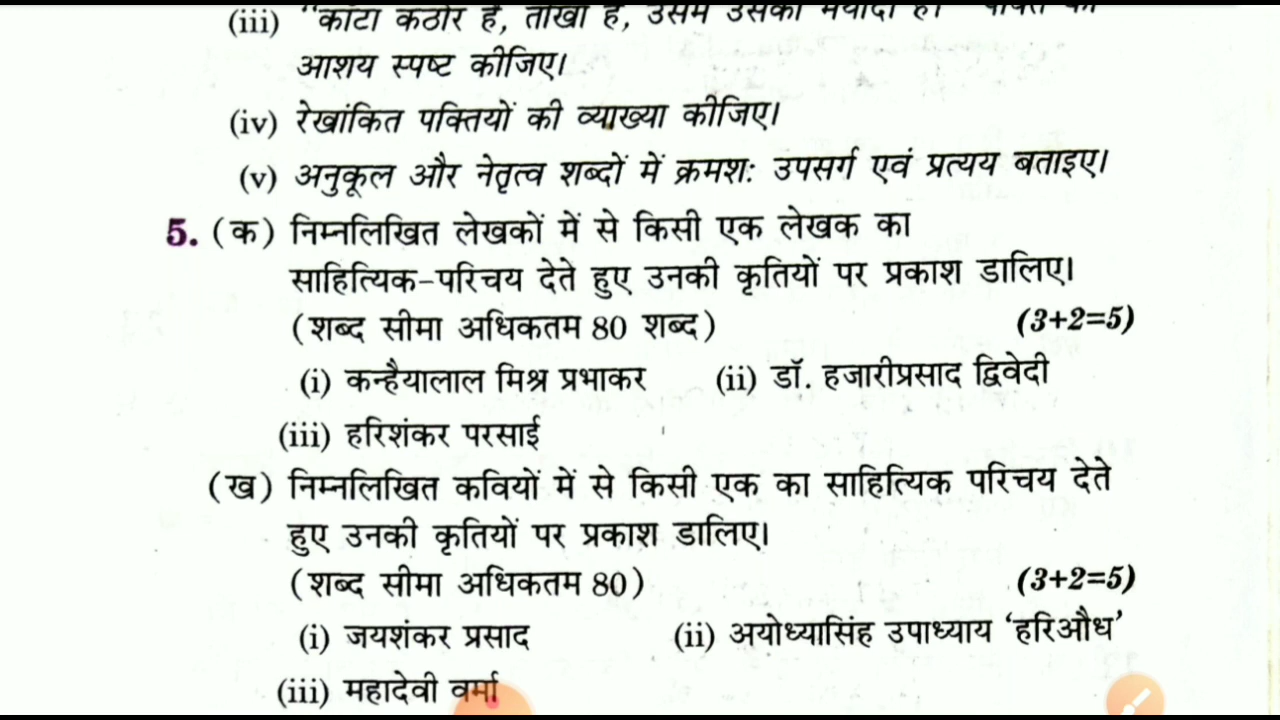 (iii) "काँटा कठोर है, तीखा है, उसमें उसकी मर्यादा है।" पंक्ति का
आशय स्पष्ट कीजिए।
(iv) रेखांकित पक्तियों की व्याख्या कीजिए।
(v) अनुकूल और नेतृत्व शब्दों में क्रमशः उपसर्ग एवं प्रत्यय बताइए।
5. (क) निम्नलिखित लेखकों में से किसी एक लेखक का
साहित्यिक-परिचय देते हुए उनकी कृतियों पर प्रकाश डालिए।
(शब्द सीमा अधिकतम 80 शब्द) (3+2=5)
(i) कन्हैयालाल मिश्र प्रभाकर (ii) डॉ. हजारीप्रसाद द्विवेदी
(iii) हरिशंकर परसाई
(ख) निम्नलिखित कवियों में से किसी एक का साहित्यिक परिचय देते
हुए उनकी कृतियों पर प्रकाश डालिए।
(शब्द सीमा अधिकतम 80) (3+2=5)
(i) जयशंकर प्रसाद (ii) अयोध्यासिंह उपाध्याय 'हरिऔध'
(iii) महादेवी वर्मा